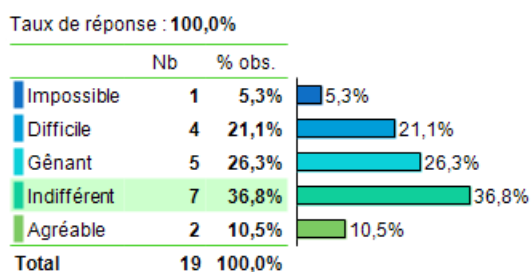 Taux de réponse : 100,0%
Nb % obs.
Impossible 1 5,3% 5,3%
Difficile 4 21,1% 21,1%
Gênant 5 26,3% 26,3%
Indifférent 7 36,8% 36,8%
Agréable 2 10,5% 10,5%
Total 19 100,0%